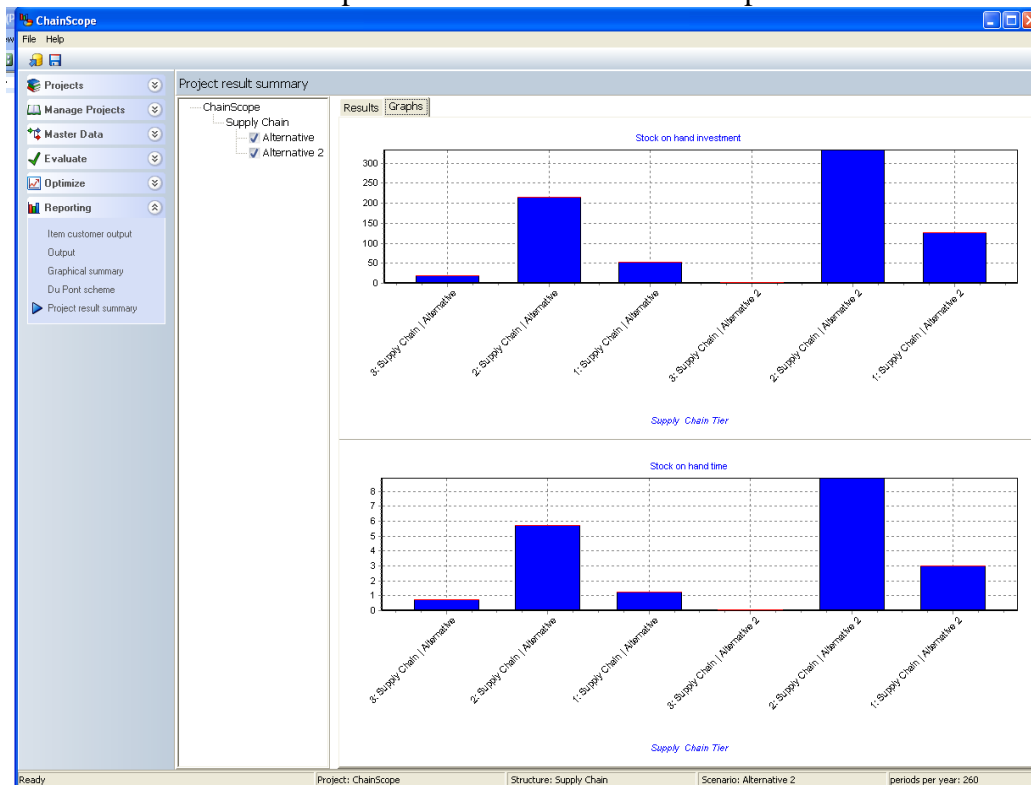 ChainScope
File Help
Projects
Manage Projects
Master Data
Evaluate
Optimize
Reporting
Item customer output
Output
Graphical summary
Du Pont scheme
Project result summary
Project result summary
ChainScope
Supply Chain
Alternative
Alternative 2
Results Graphs
Stock on hand investment
300
250
200
150
100
50
0
3: Supply Chain | Alternative
2: Supply Chain | Alternative
1: Supply Chain | Alternative
3: Supply Chain | Alternative 2
2: Supply Chain | Alternative 2
1: Supply Chain | Alternative 2
Supply Chain Tier
Stock on hand time
8
7
6
5
4
3
2
1
0
3: Supply Chain | Alternative
2: Supply Chain | Alternative
1: Supply Chain | Alternative
3: Supply Chain | Alternative 2
2: Supply Chain | Alternative 2
1: Supply Chain | Alternative 2
Supply Chain Tier
Ready Project: ChainScope Structure: Supply Chain Scenario: Alternative 2 periods per year: 260